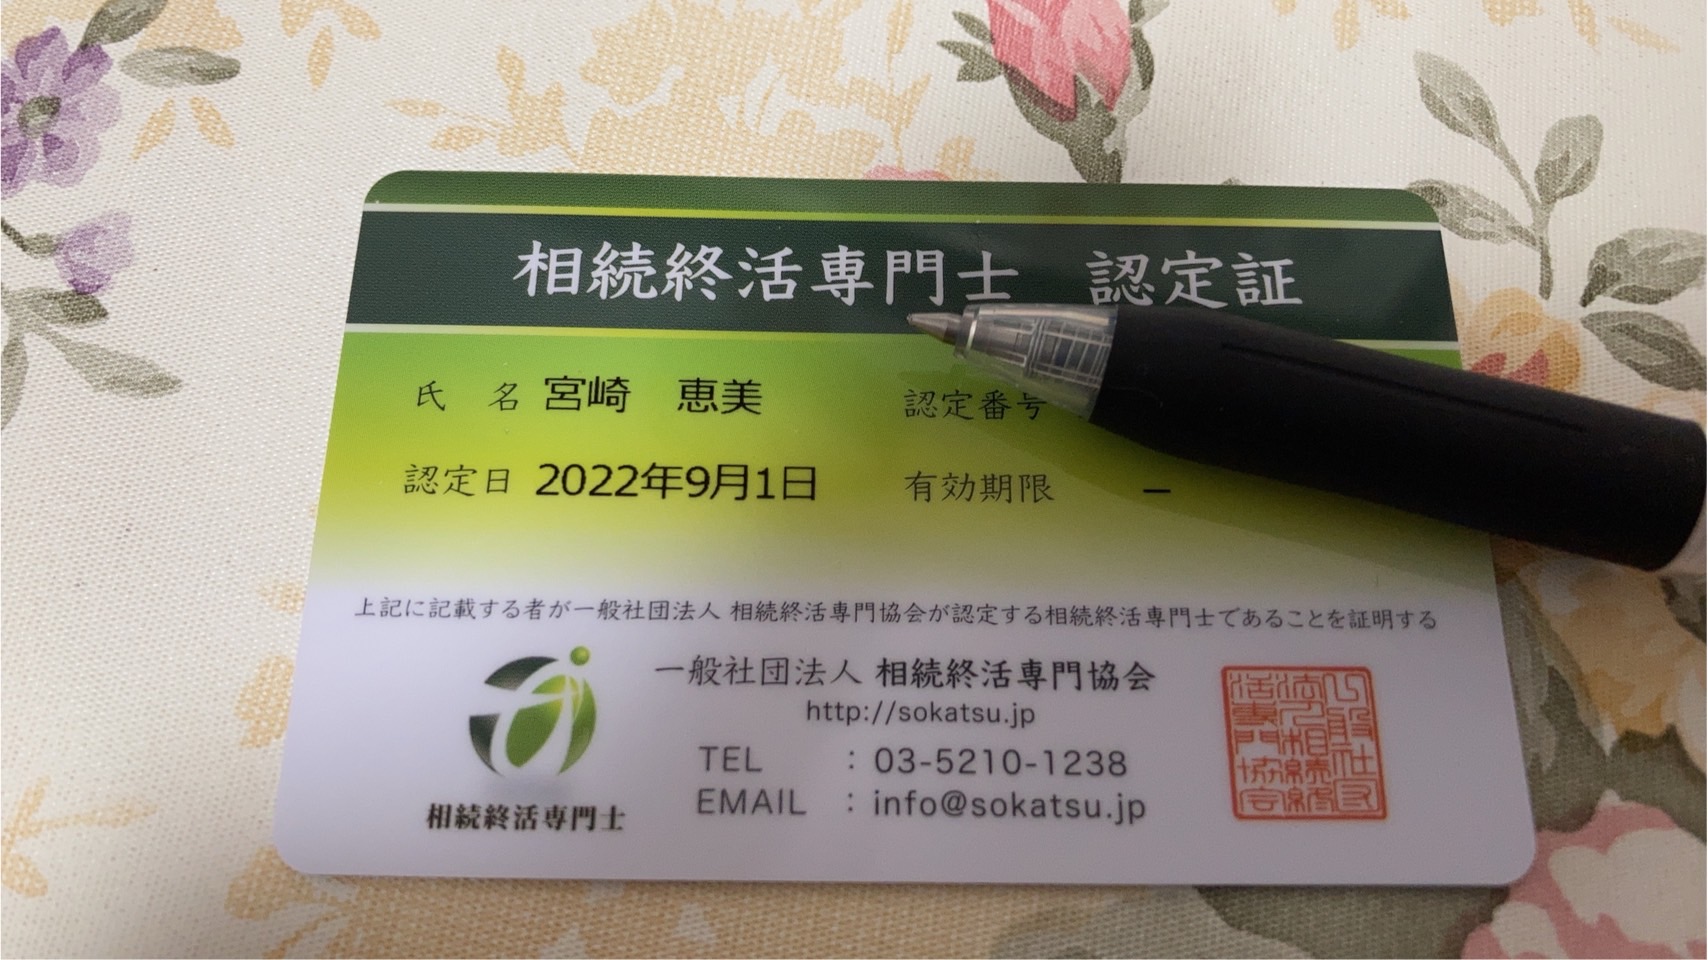 相続終活専門士　認定証
氏　名 宮崎　恵美
認定番号
認定日 2022年9月1日
有効期限 ー
上記に記載する者が一般社団法人 相続終活専門協会が認定する相続終活専門士であることを証明する
一般社団法人 相続終活専門協会
http://sokatsu.jp
TEL : 03-5210-1238
EMAIL : info@sokatsu.jp
相続終活専門士